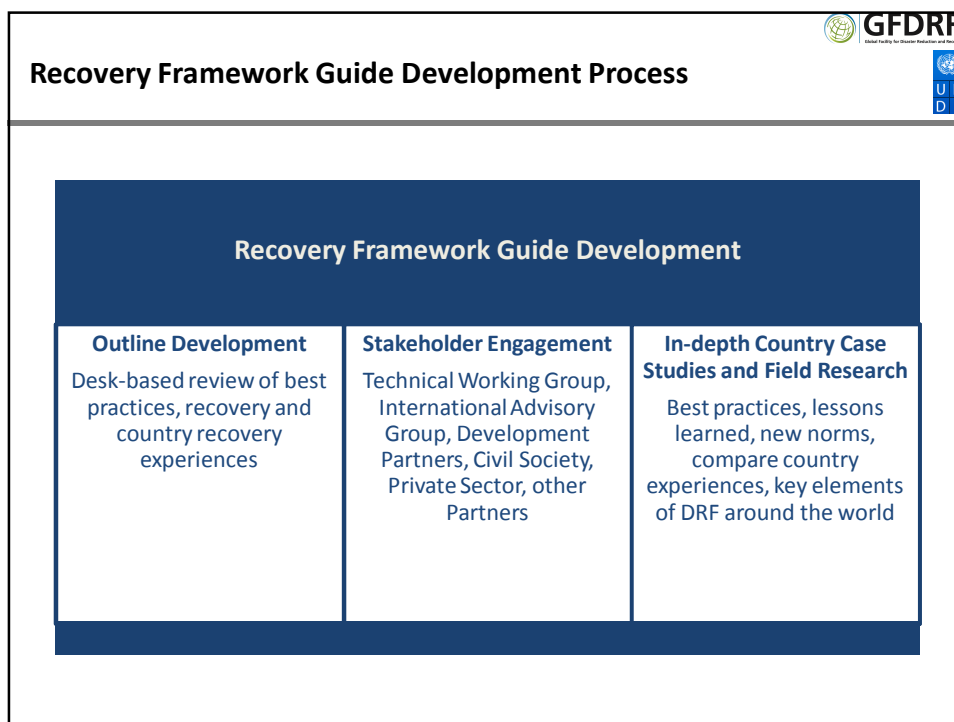 GFDRF
Recovery Framework Guide Development Process
U
D
Recovery Framework Guide Development
Outline Development
Desk-based review of best
practices, recovery and
country recovery
experiences
Stakeholder Engagement
Technical Working Group,
International Advisory
Group, Development
Partners, Civil Society,
Private Sector, other
Partners
In-depth Country Case
Studies and Field Research
Best practices, lessons
learned, new norms,
compare country
experiences, key elements
of DRF around the world